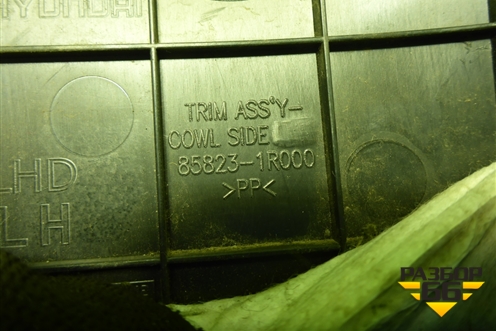 HYUNDAI
TRIM ASS'Y-
COWL SIDE
85823-1R000
>PP<
LHD
LH
РАЗБОР
66